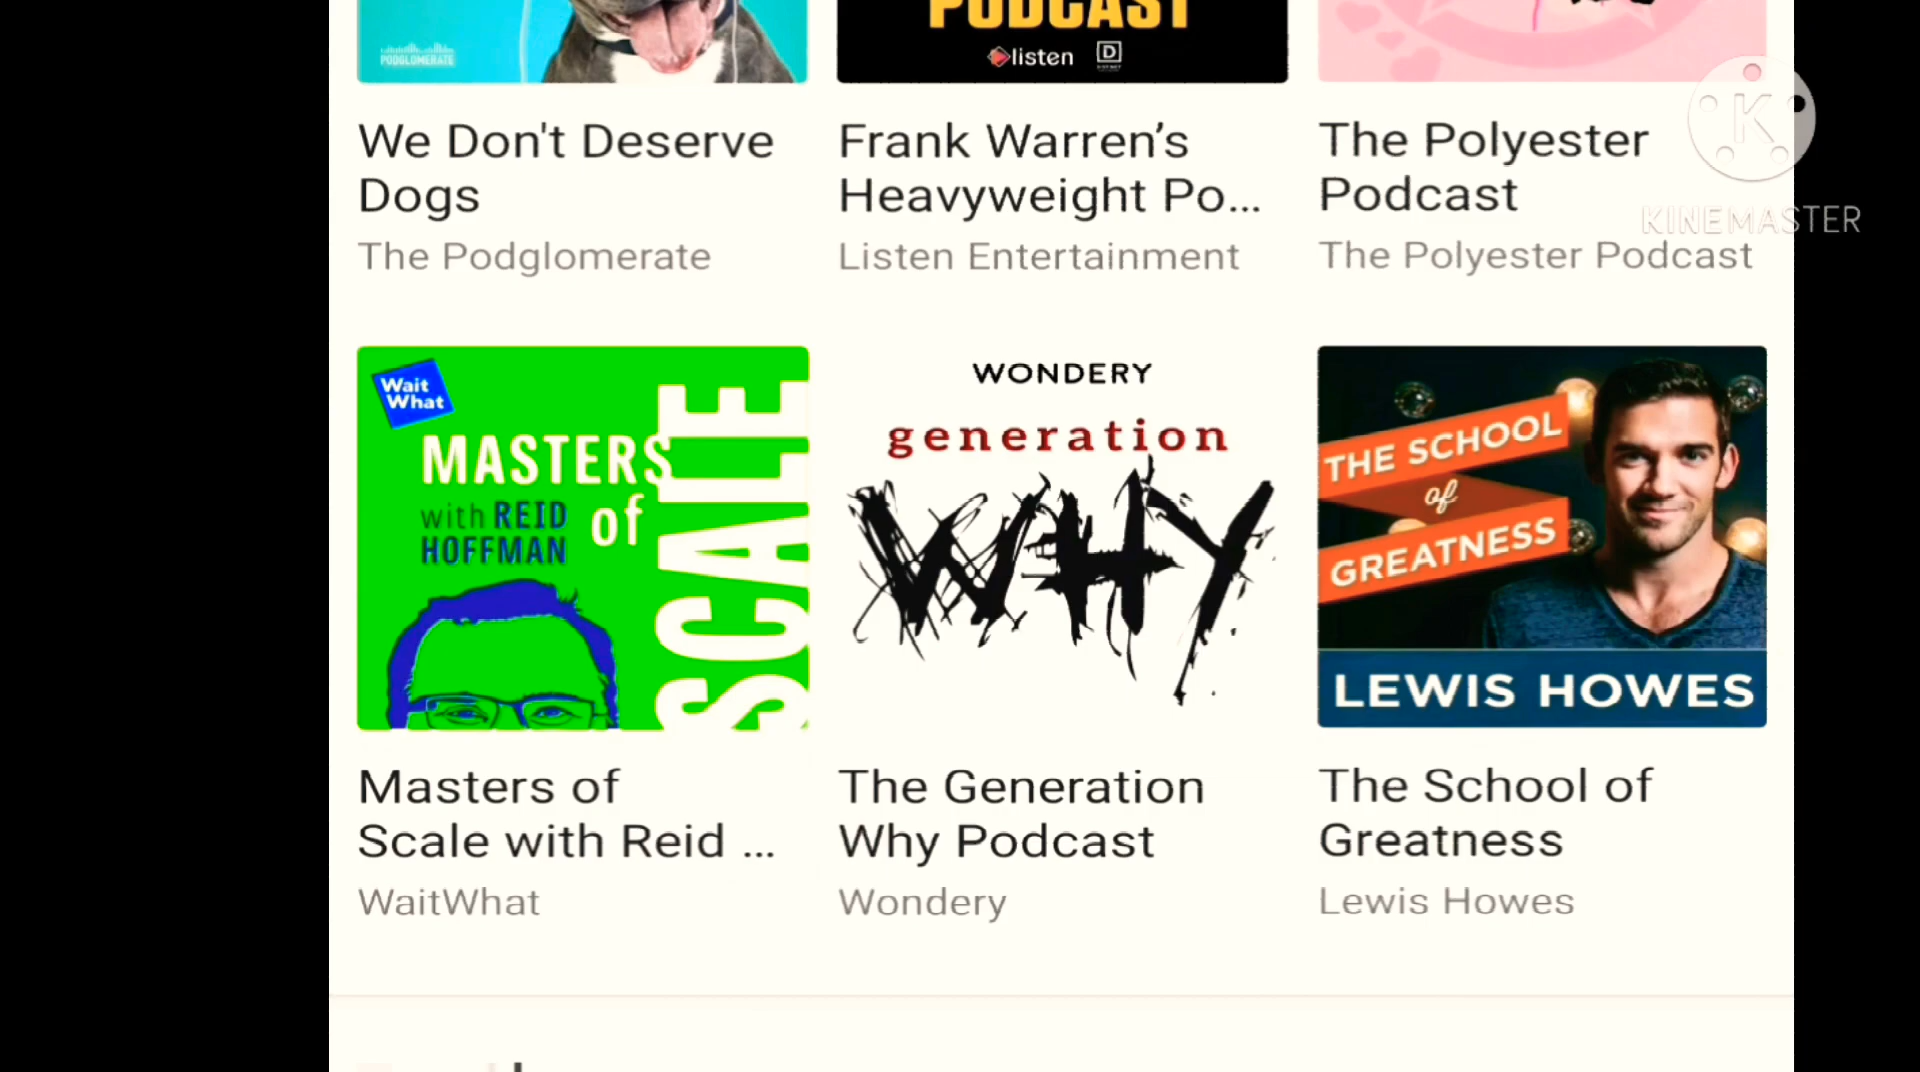 PODGLOMERATE
PODCAST
listen
D
We Don't Deserve
Dogs
The Podglomerate
Frank Warren’s
Heavyweight Po...
Listen Entertainment
The Polyester
Podcast
The Polyester Podcast
K
KINEMASTER
Wait
What
MASTERS
of
SCALE
with REID
HOFFMAN
WONDERY
generation
WHY
THE SCHOOL
of
GREATNESS
LEWIS HOWES
Masters of
Scale with Reid ...
WaitWhat
The Generation
Why Podcast
Wondery
The School of
Greatness
Lewis Howes